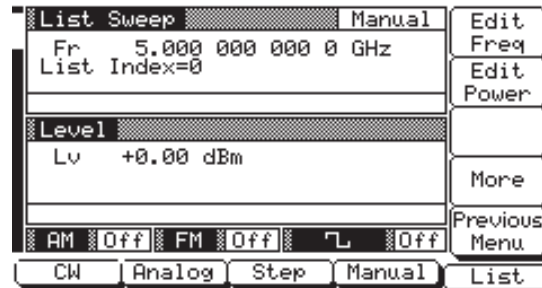 List Sweep Manual
Fr 5.000 000 000 0 GHz
List Index=0
Level
Lv +0.00 dBm
AM Off FM Off Off
Edit
Freq
Edit
Power
More
Previous
Menu
CW Analog Step Manual List